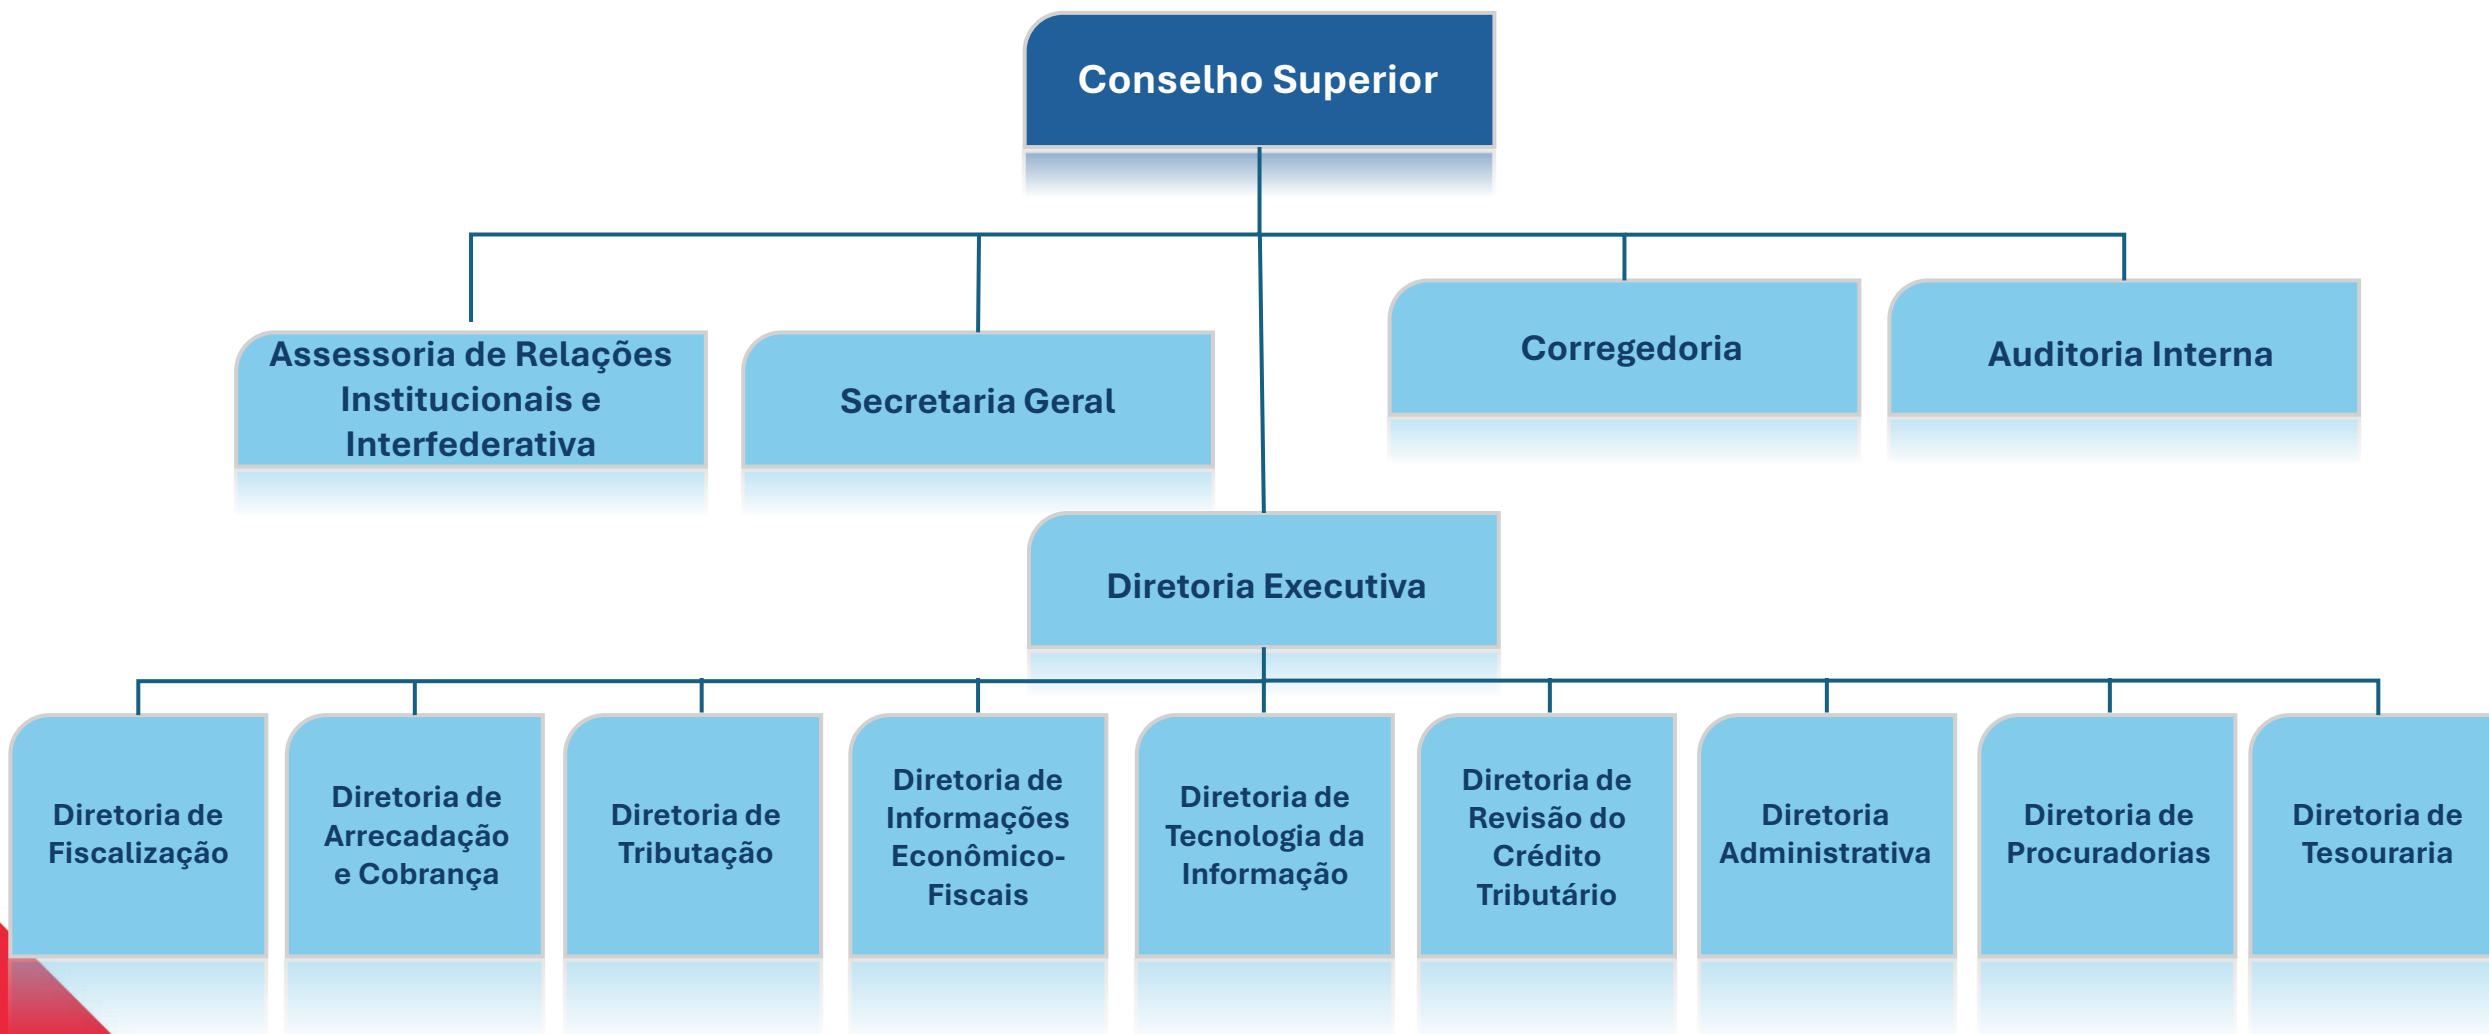 Conselho Superior
Assessoria de Relações
Institucionais e
Interfederativa
Secretaria Geral
Corregedoria
Auditoria Interna
Diretoria Executiva
Diretoria de
Fiscalização
Diretoria de
Arrecadação
e Cobrança
Diretoria de
Tributação
Diretoria de
Informações
Econômico-
Fiscais
Diretoria de
Tecnologia da
Informação
Diretoria de
Revisão do
Crédito
Tributário
Diretoria
Administrativa
Diretoria de
Procuradorias
Diretoria de
Tesouraria